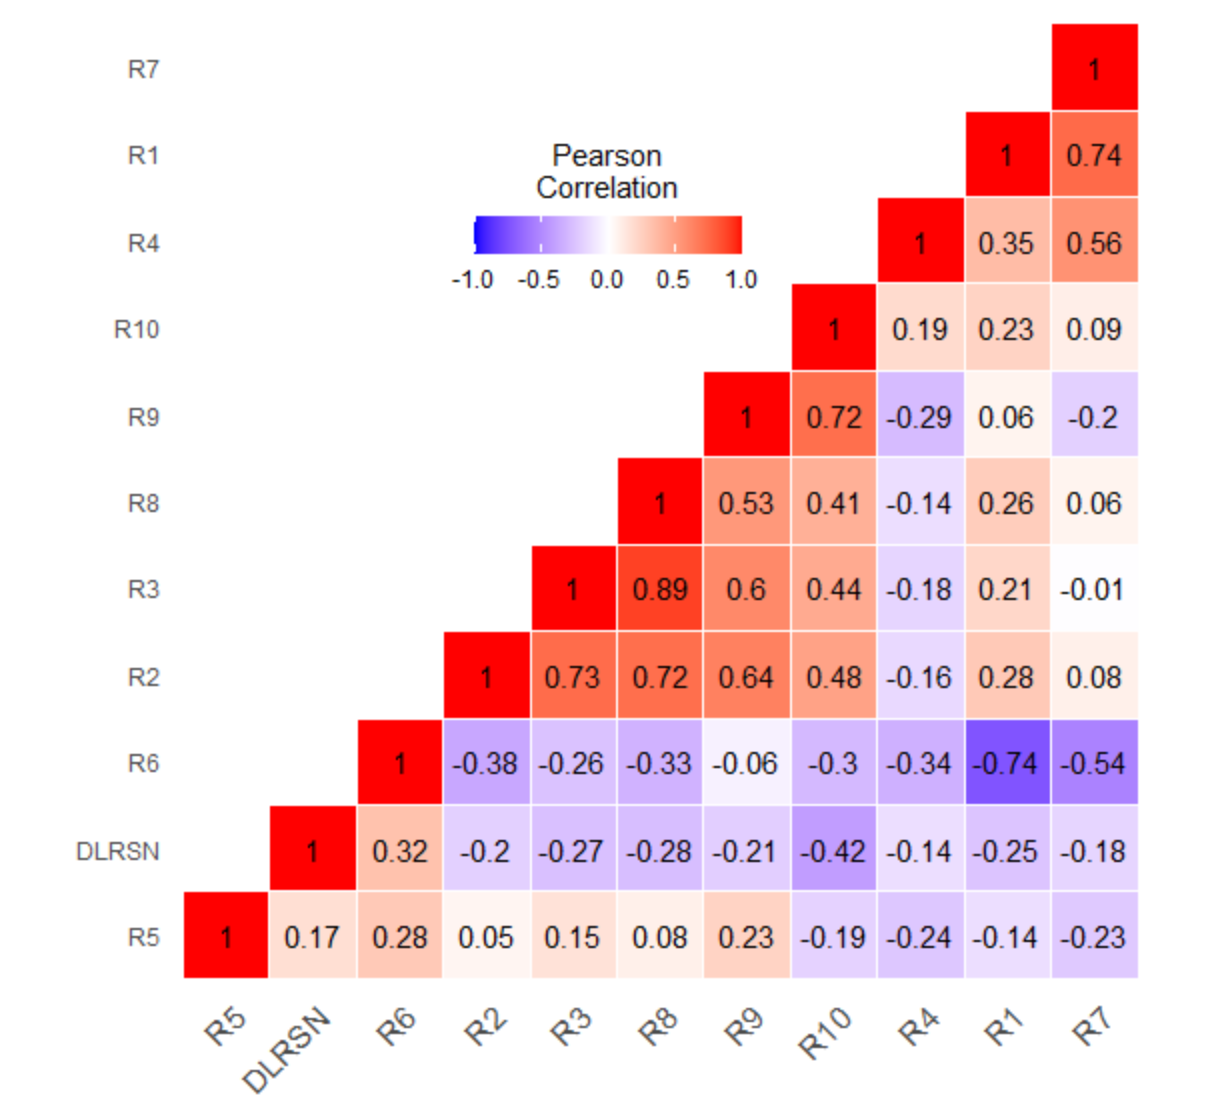 R7 1
Pearson
Correlation
R1 1 0.74
R4 1 0.35 0.56
-1.0 -0.5 0.0 0.5 1.0
R10 1 0.19 0.23 0.09
R9 1 0.72 -0.29 0.06 -0.2
R8 1 0.53 0.41 -0.14 0.26 0.06
R3 1 0.89 0.6 0.44 -0.18 0.21 -0.01
R2 1 0.73 0.72 0.64 0.48 -0.16 0.28 0.08
R6 1 -0.38 -0.26 -0.33 -0.06 -0.3 -0.34 -0.74 -0.54
DLRSN 1 0.32 -0.2 -0.27 -0.28 -0.21 -0.42 -0.14 -0.25 -0.18
R5 1 0.17 0.28 0.05 0.15 0.08 0.23 -0.19 -0.24 -0.14 -0.23
R5 DLRSN R6 R2 R3 R8 R9 R10 R4 R1 R7